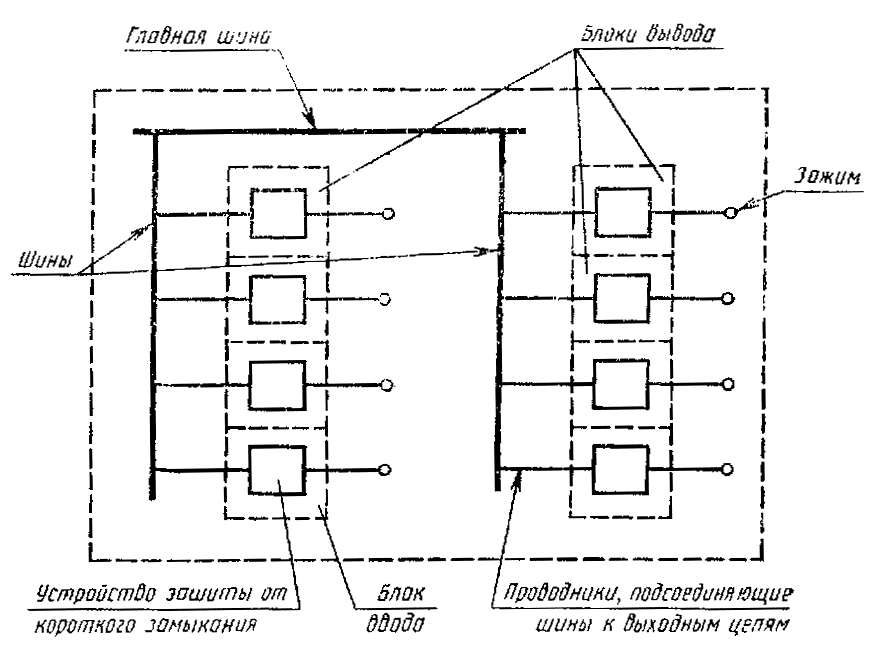 Главная шина
Блоки вывода
Зажим
Шины
Устройство защиты от
короткого замыкания
Блок
ввода
Проводники, подсоединяющие
шины к выходным цепям